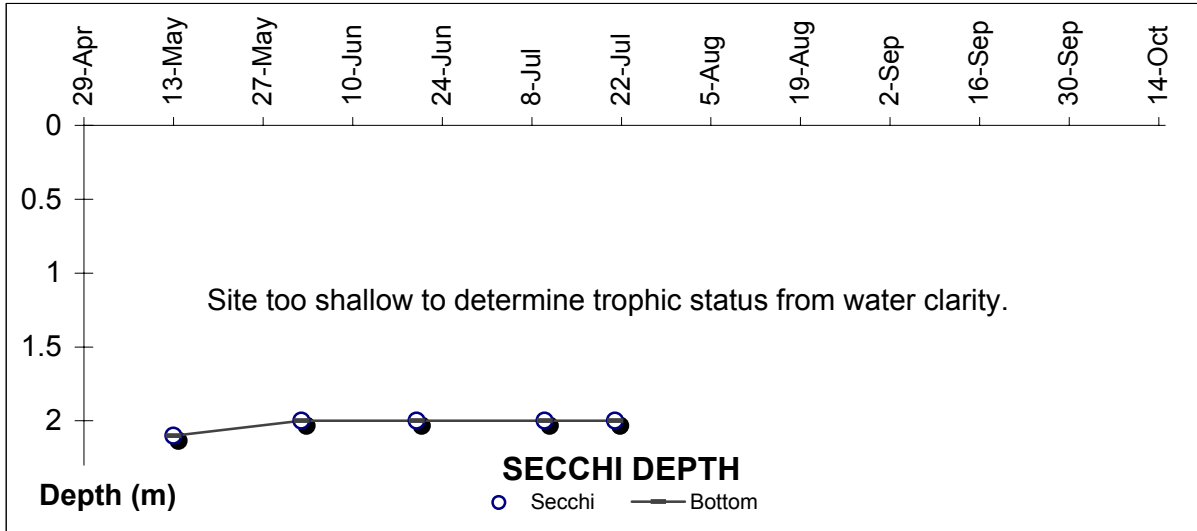 29-Apr
13-May
27-May
10-Jun
24-Jun
8-Jul
22-Jul
5-Aug
19-Aug
2-Sep
16-Sep
30-Sep
14-Oct
0
0.5
1
Site too shallow to determine trophic status from water clarity.
1.5
2
SECCHI DEPTH
Depth (m)
Secchi Bottom